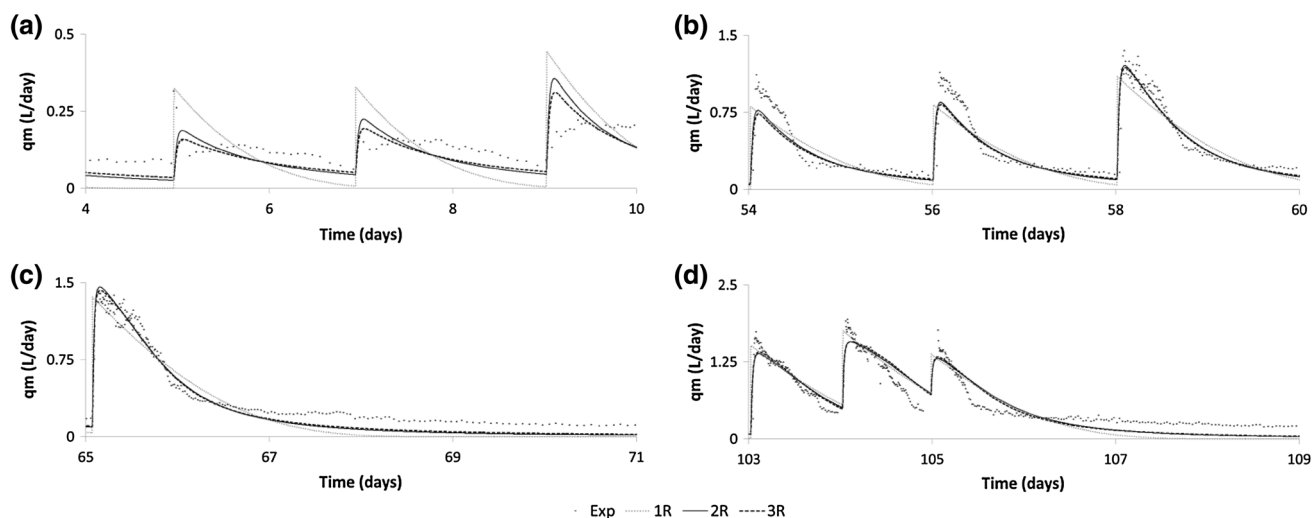 (a)
qm (L/day)
0.5
0.25
0
4
6
8
10
Time (days)
(b)
qm (L/day)
1.5
0.75
0
54
56
58
60
Time (days)
(c)
qm (L/day)
1.5
0.75
0
65
67
69
71
Time (days)
(d)
qm (L/day)
2.5
1.25
0
103
105
107
109
Time (days)
Exp 1R 2R 3R